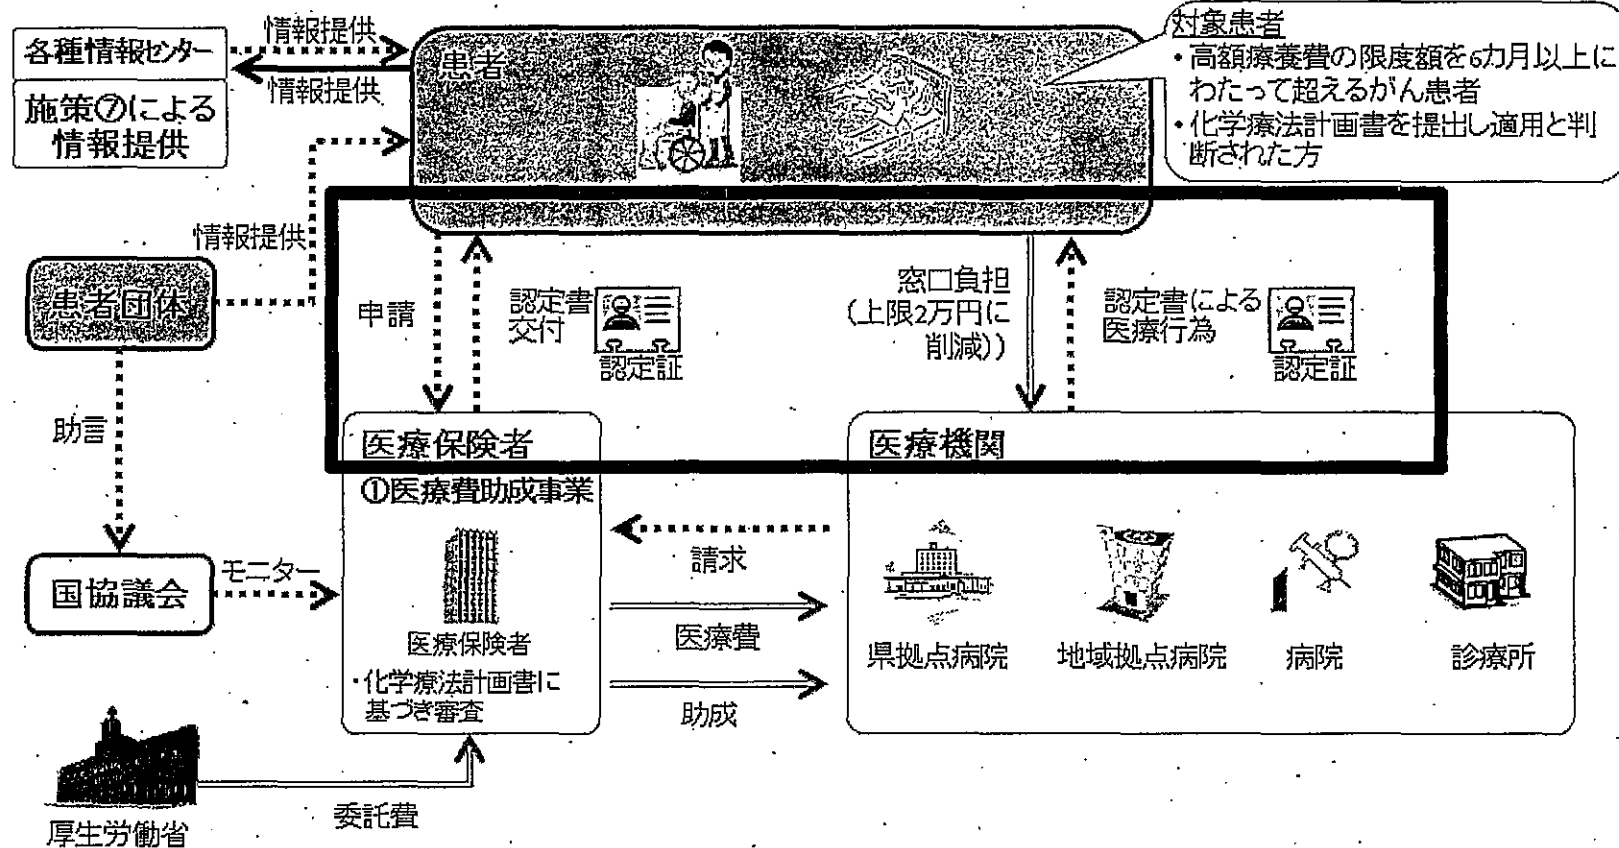 情報提供
各種情報センター
情報提供
施策⑦による
情報提供
患者
対象患者
・高額療養費の限度額を6カ月以上に
わたって超えるがん患者
・化学療法計画書を提出し適用と判
断された方
情報提供
患者団体
申請
認定書
交付
認定証
窓口負担
(上限2万円に
削減))
認定書による
医療行為
認定証
助言
医療保険者
①医療費助成事業
医療機関
国協議会
モニター
医療保険者
・化学療法計画書に
基づき審査
請求
医療費
助成
県拠点病院
地域拠点病院
病院
診療所
厚生労働省
委託費